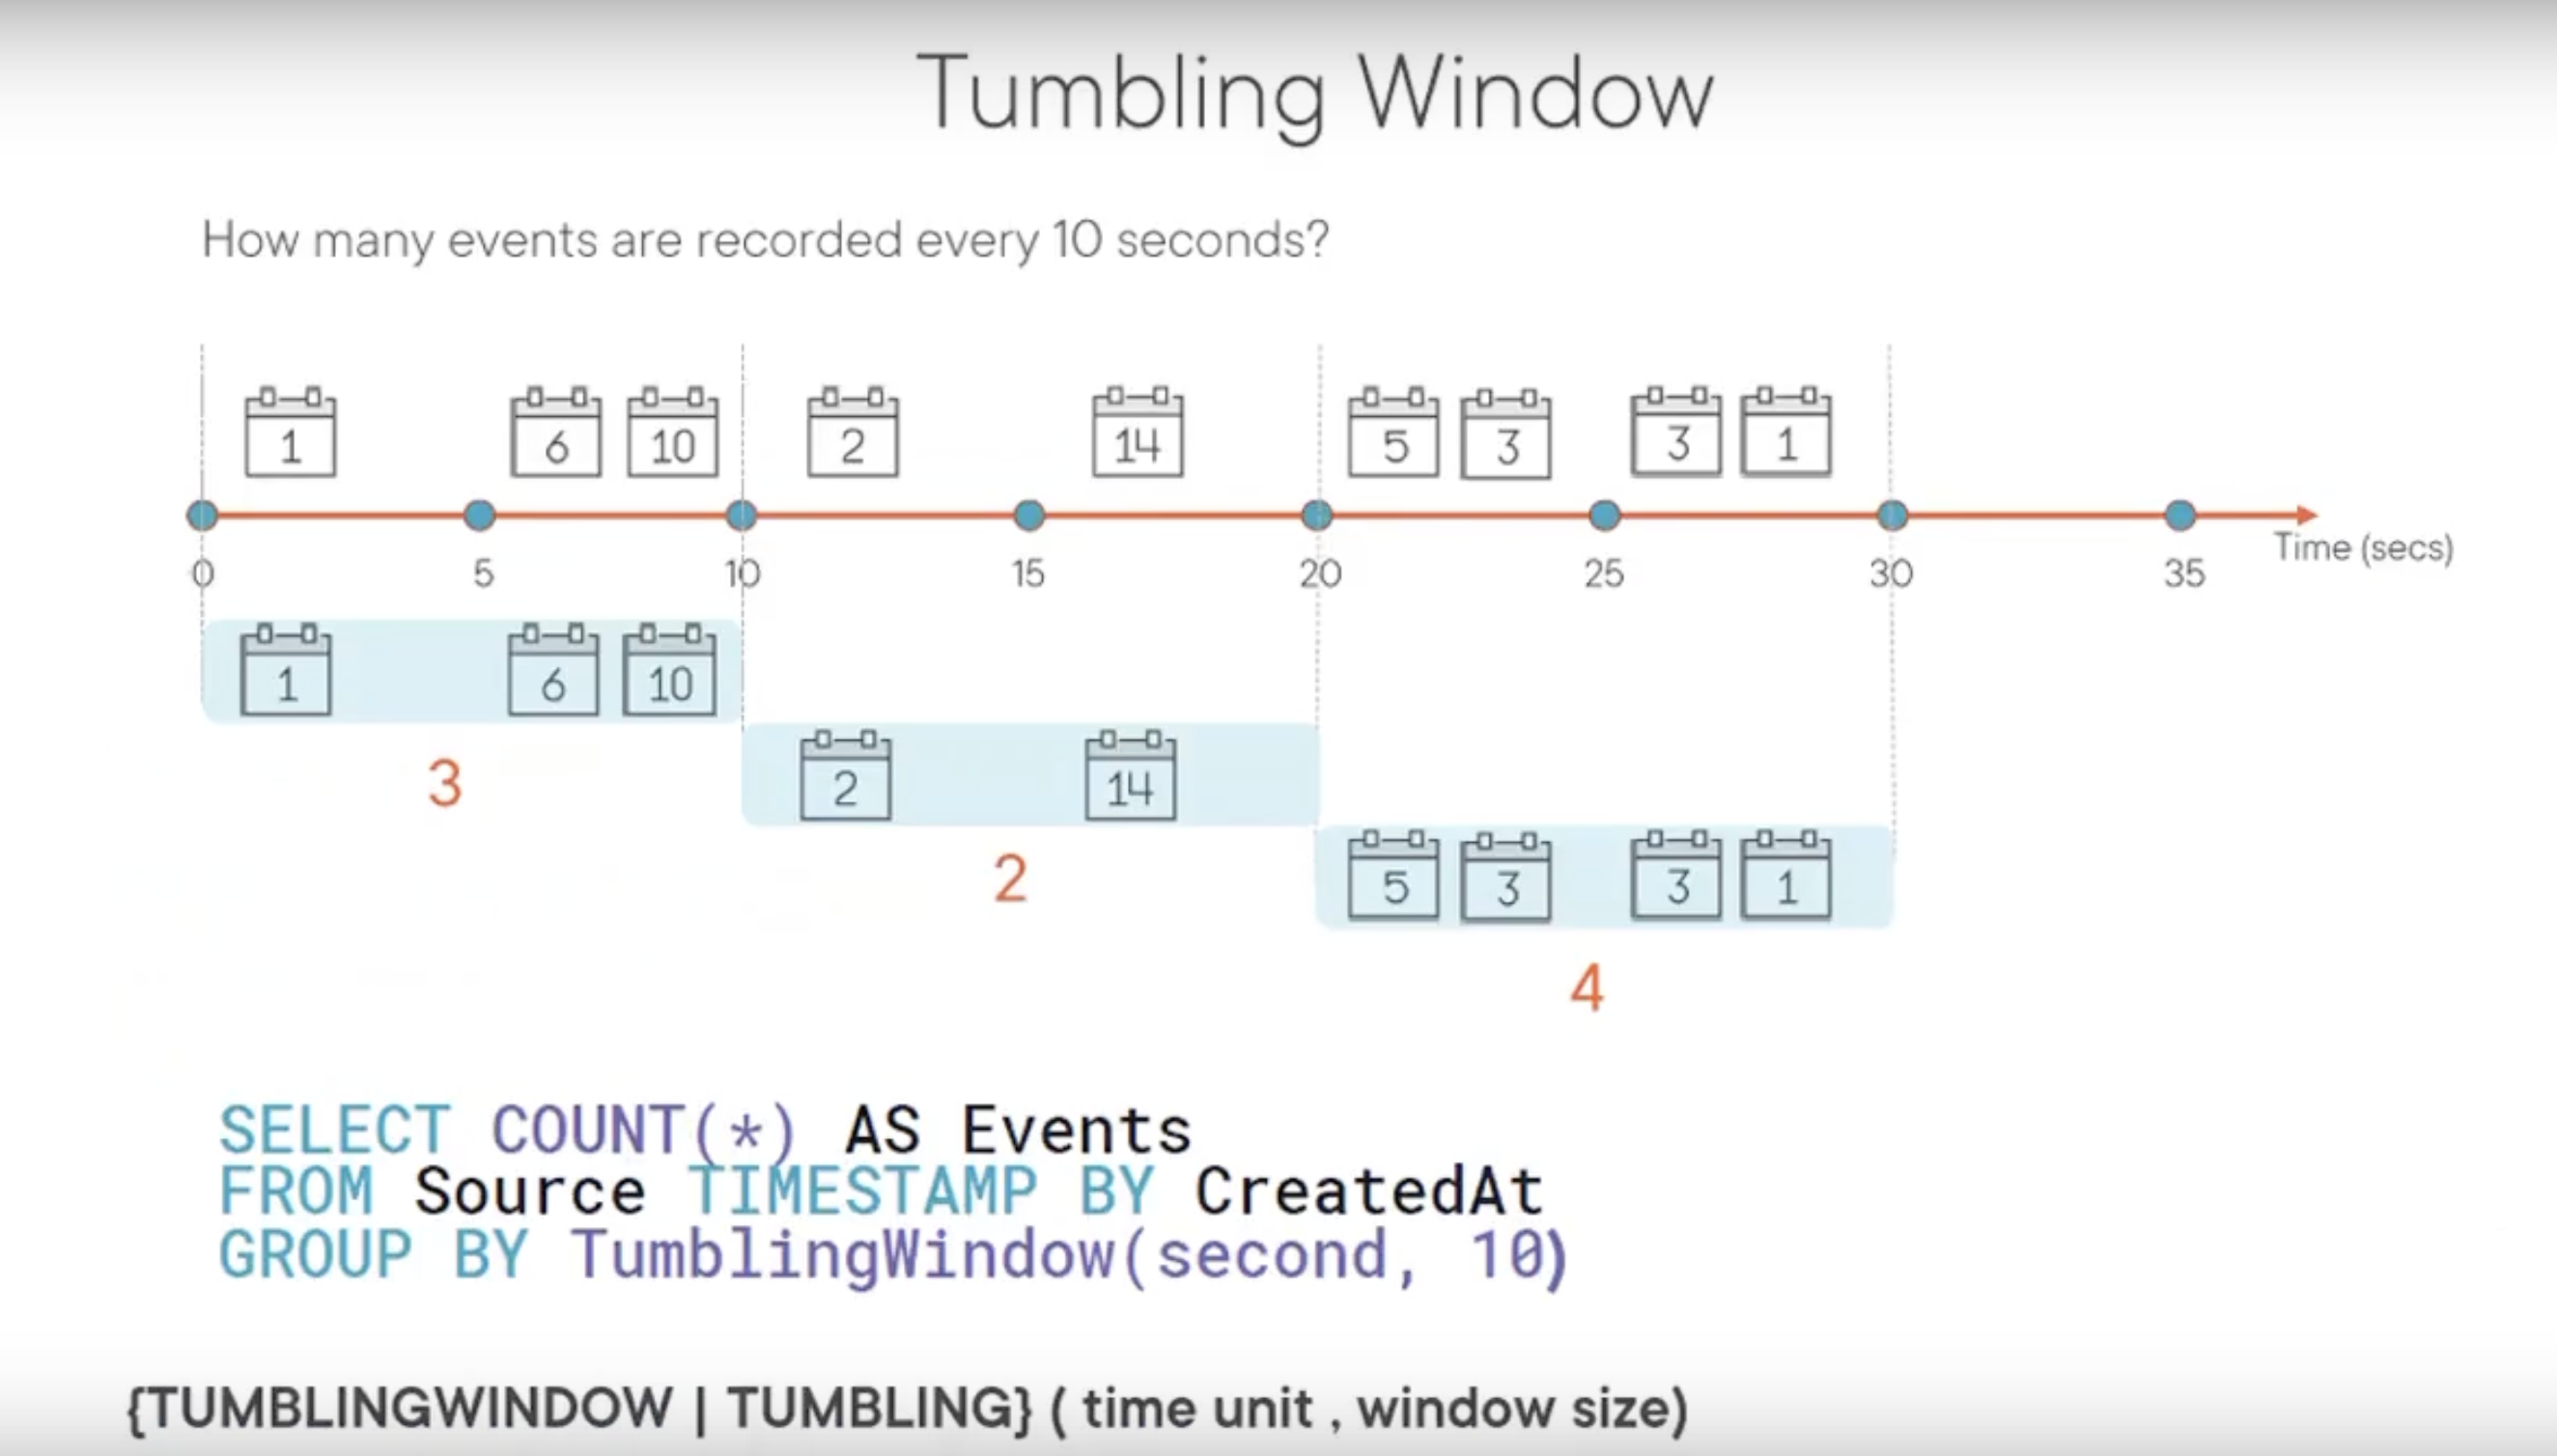 Tumbling Window
How many events are recorded every 10 seconds?
1 6 10 2 14 5 3 3 1
Time (secs)
0 5 10 15 20 25 30 35
1 6 10
3
2 14
2
5 3 3 1
4
SELECT COUNT(*) AS Events
FROM Source TIMESTAMP BY CreatedAt
GROUP BY TumblingWindow(second, 10)
{TUMBLINGWINDOW | TUMBLING} ( time unit , window size)